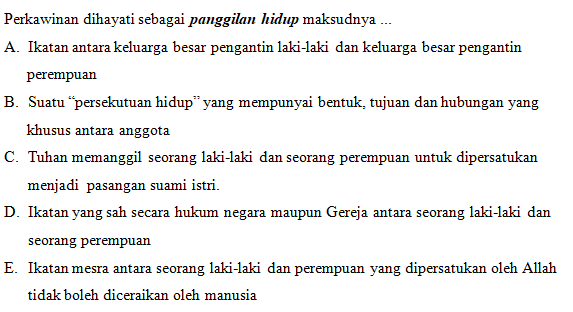 Perkawinan dihayati sebagai panggilan hidup maksudnya ...
A. Ikatan antara keluarga besar pengantin laki-laki dan keluarga besar pengantin
perempuan
B. Suatu “persekutuan hidup” yang mempunyai bentuk, tujuan dan hubungan yang
khusus antara anggota
C. Tuhan memanggil seorang laki-laki dan seorang perempuan untuk dipersatukan
menjadi pasangan suami istri.
D. Ikatan yang sah secara hukum negara maupun Gereja antara seorang laki-laki dan
seorang perempuan
E. Ikatan mesra antara seorang laki-laki dan perempuan yang dipersatukan oleh Allah
tidak boleh diceraikan oleh manusia